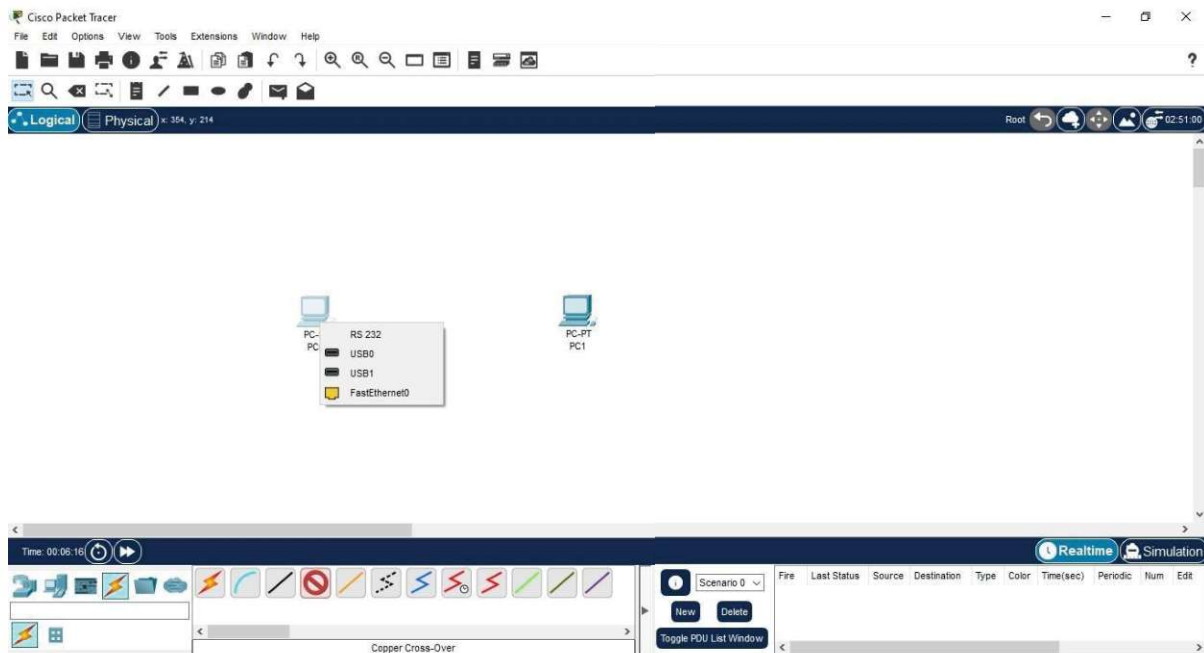 Cisco Packet Tracer
File Edit Options View Tools Extensions Window Help
?
Logical Physical x: 354, y: 214 Root 02:51:00
PC-
PC
RS 232
USB0
USB1
FastEthernet0
PC-PT
PC1
Time: 00:06:16 Realtime Simulation
Scenario 0 Fire Last Status Source Destination Type Color Time(sec) Periodic Num Edit
New Delete
Toggle PDU List Window
Copper Cross-Over